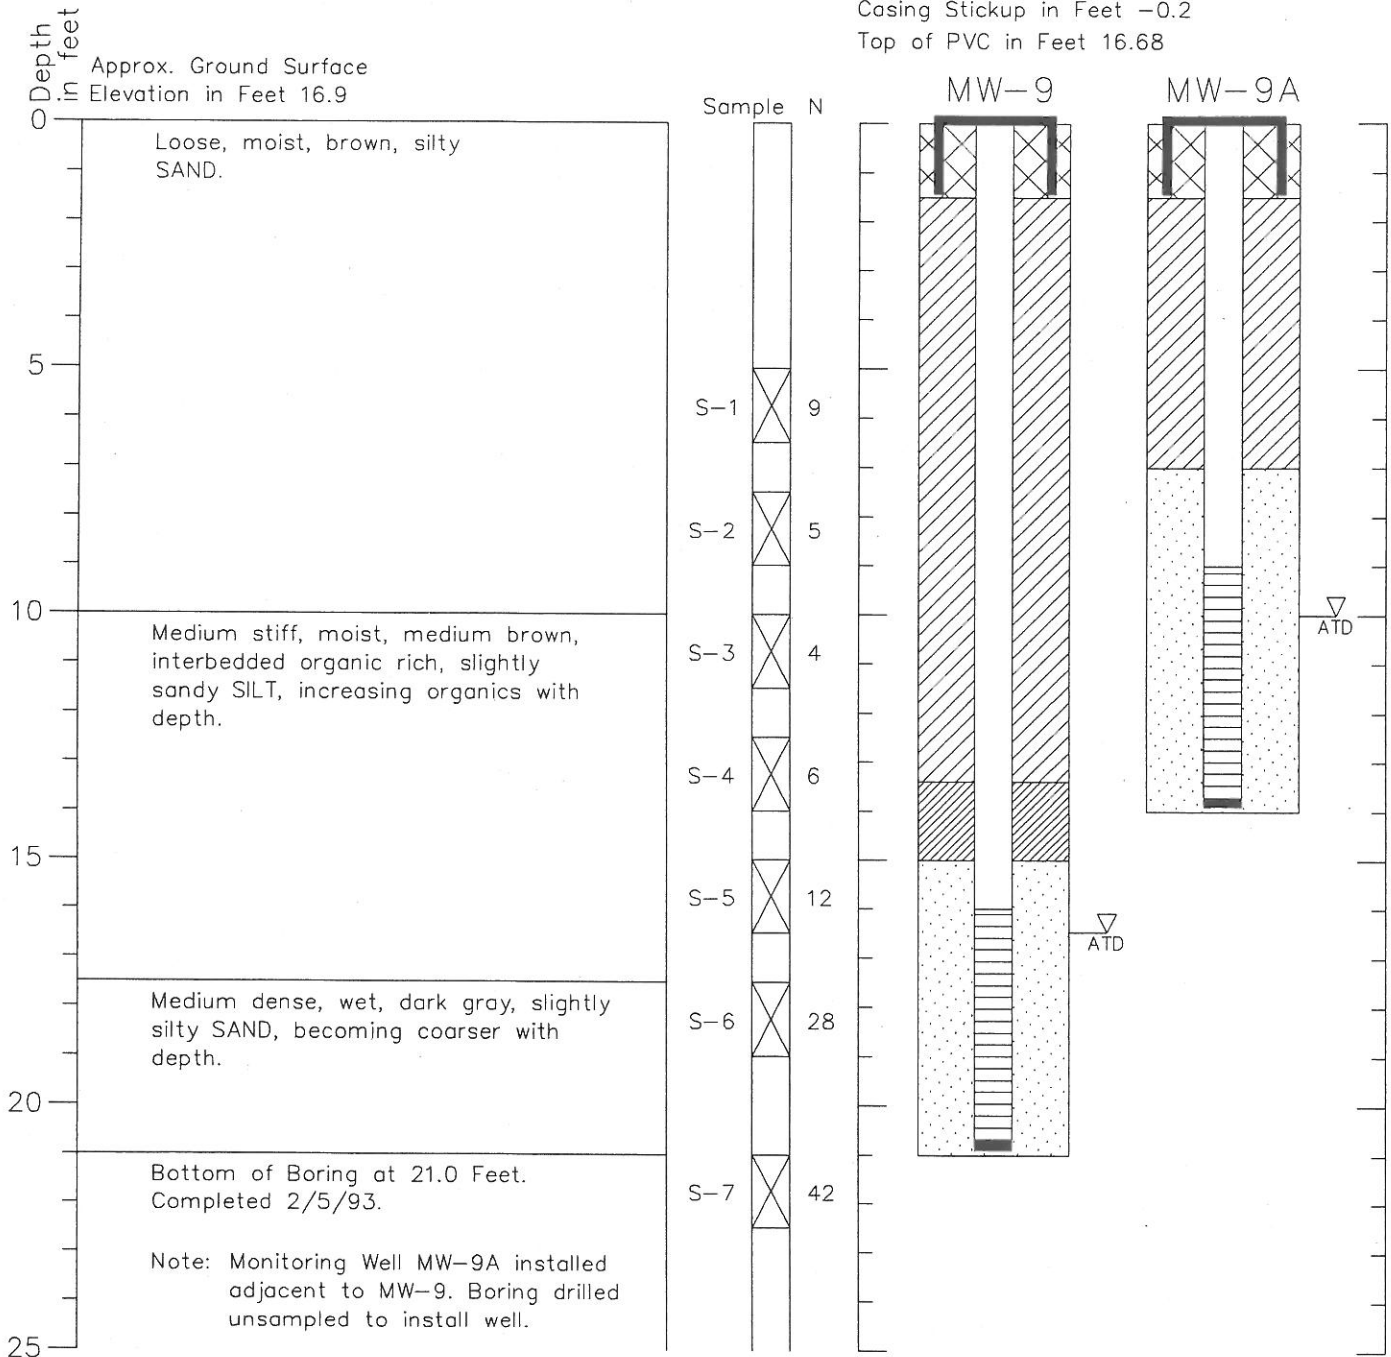 Casing Stickup in Feet −0.2
Top of PVC in Feet 16.68
Depth
in feet
Approx. Ground Surface
Elevation in Feet 16.9
Sample N
MW−9
MW−9A
0
Loose, moist, brown, silty
SAND.
5
S−1 9
S−2 5
10
Medium stiff, moist, medium brown,
interbedded organic rich, slightly
sandy SILT, increasing organics with
depth.
S−3 4
ATD
S−4 6
15
S−5 12
ATD
Medium dense, wet, dark gray, slightly
silty SAND, becoming coarser with
depth.
S−6 28
20
Bottom of Boring at 21.0 Feet.
Completed 2/5/93.
S−7 42
Note: Monitoring Well MW−9A installed
adjacent to MW−9. Boring drilled
unsampled to install well.
25